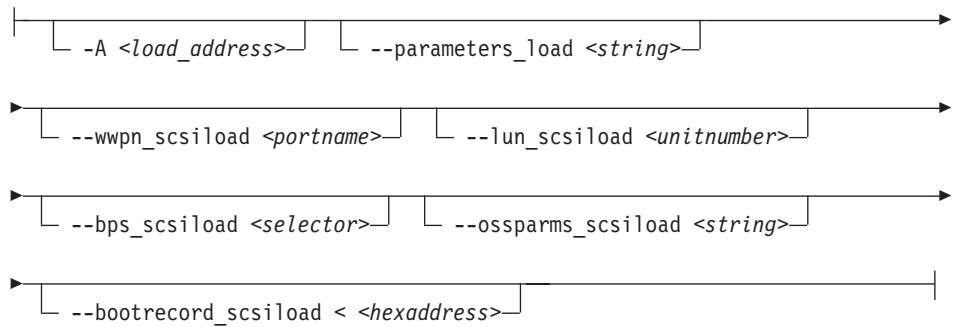 -A <load_address> --parameters_load <string>
--wwpn_scsiload <portname> --lun_scsiload <unitnumber>
--bps_scsiload <selector> --ossparms_scsiload <string>
--bootrecord_scsiload < <hexaddress>